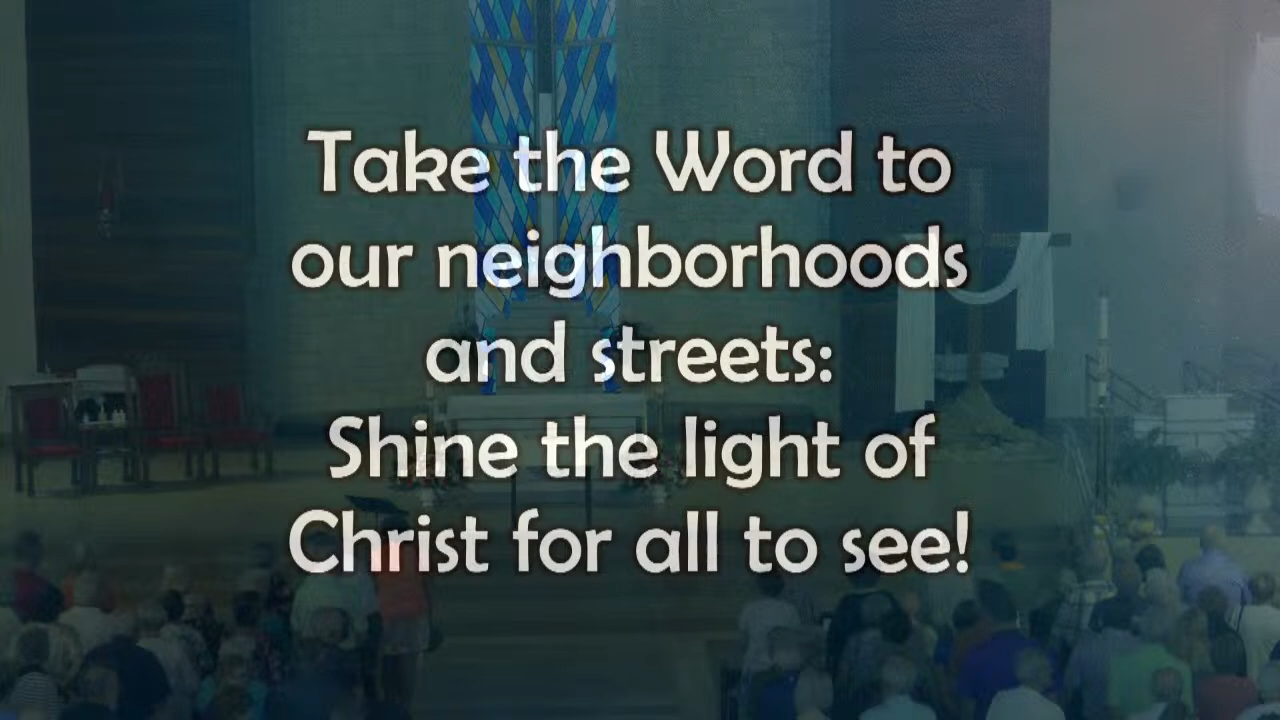 Take the Word to
our neighborhoods
and streets:
Shine the light of
Christ for all to see!